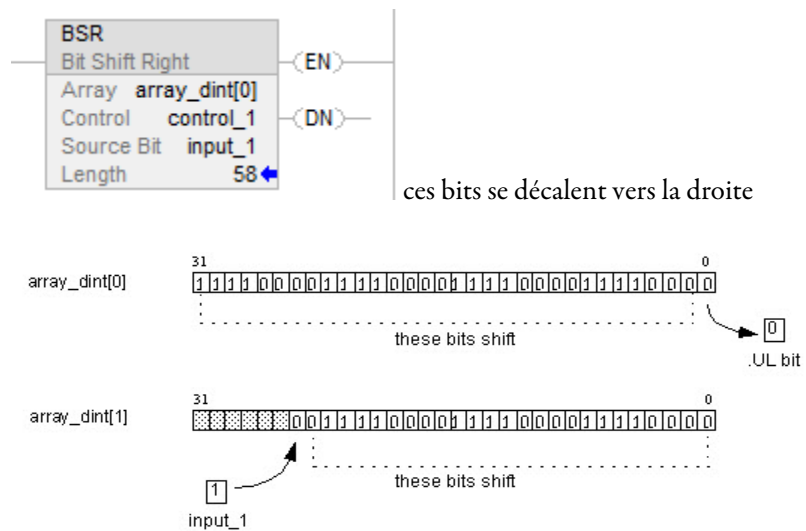 BSR
Bit Shift Right (EN)
Array array_dint[0]
Control control_1 (DN)
Source Bit input_1
Length 58
ces bits se décalent vers la droite
31 0
array_dint[0] 1 1 1 1 0 0 0 0 1 1 1 1 0 0 0 0 1 1 1 1 0 0 0 0 1 1 1 1 0 0 0 0
these bits shift
0
.UL bit
31 0
array_dint[1] 0 0 1 1 1 1 0 0 0 0 1 1 1 1 0 0 0 0 1 1 1 1 0 0 0 0
these bits shift
1
input_1